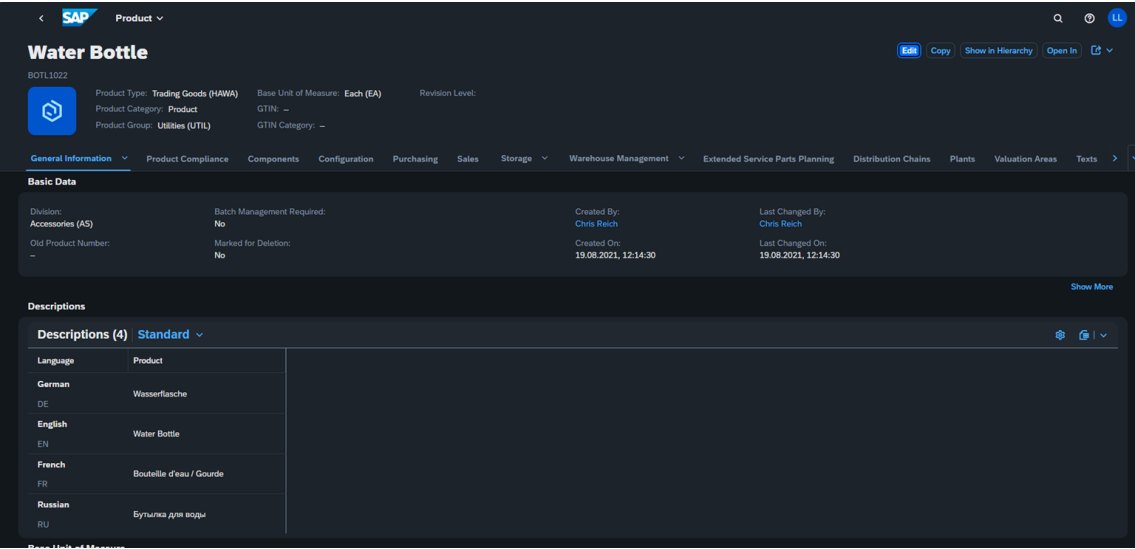 SAP Product
LL
Water Bottle
Edit Copy Show in Hierarchy Open In
BOTL1022
Product Type: Trading Goods (HAWA) Base Unit of Measure: Each (EA) Revision Level:
Product Category: Product GTIN: –
Product Group: Utilities (UTIL) GTIN Category: –
General Information Product Compliance Components Configuration Purchasing Sales Storage Warehouse Management Extended Service Parts Planning Distribution Chains Plants Valuation Areas Texts
Basic Data
Division: Batch Management Required: Created By: Last Changed By:
Accessories (AS) No Chris Reich Chris Reich
Old Product Number: Marked for Deletion: Created On: Last Changed On:
– No 19.08.2021, 12:14:30 19.08.2021, 12:14:30
Show More
Descriptions
Descriptions (4) Standard
Language Product
German
Wasserflasche
DE
English
Water Bottle
EN
French
Bouteille d'eau / Gourde
FR
Russian
Бутылка для воды
RU
Base Unit of Measure